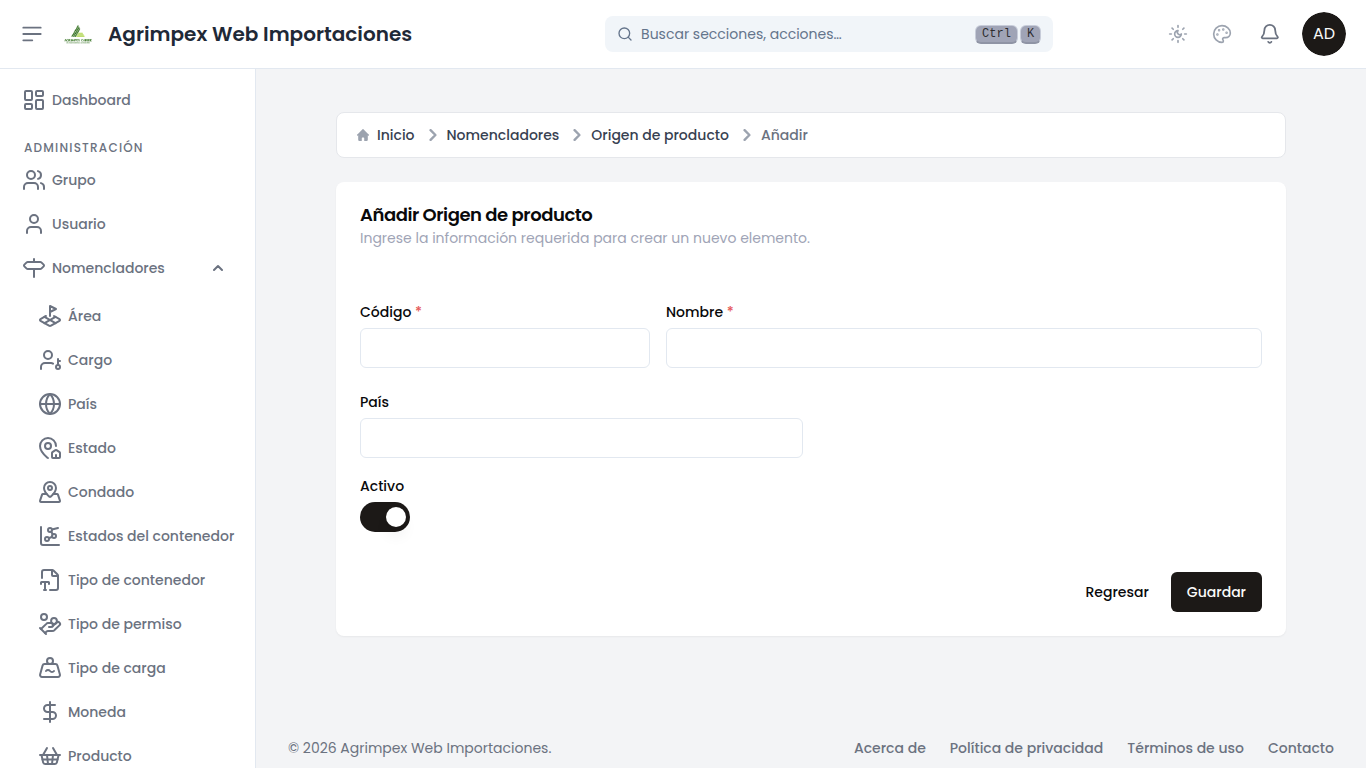 Agrimpex Web Importaciones
Buscar secciones, acciones...
Ctrl K
AD
Dashboard
ADMINISTRACIÓN
Grupo
Usuario
Nomencladores
Área
Cargo
País
Estado
Condado
Estados del contenedor
Tipo de contenedor
Tipo de permiso
Tipo de carga
Moneda
Producto
Inicio
Nomencladores
Origen de producto
Añadir
Añadir Origen de producto
Ingrese la información requerida para crear un nuevo elemento.
Código *
Nombre *
País
Activo
Regresar
Guardar
© 2026 Agrimpex Web Importaciones.
Acerca de
Política de privacidad
Términos de uso
Contacto